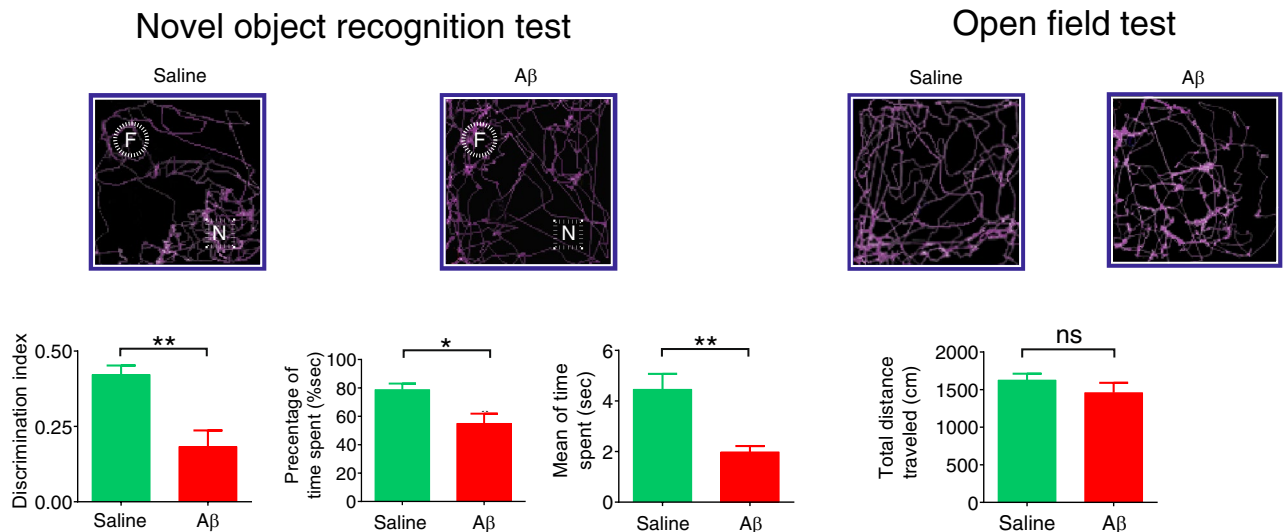 Novel object recognition test
Open field test
Saline
Aβ
Saline
Aβ
F
N
F
N
Discrimination index
0.50
0.25
0.00
**
Saline
Aβ
Precentage of
time spent (%sec)
100
80
60
40
20
0
*
Saline
Aβ
Mean of time
spent (sec)
6
4
2
0
**
Saline
Aβ
Total distance
traveled (cm)
2000
1500
1000
500
0
ns
Saline
Aβ